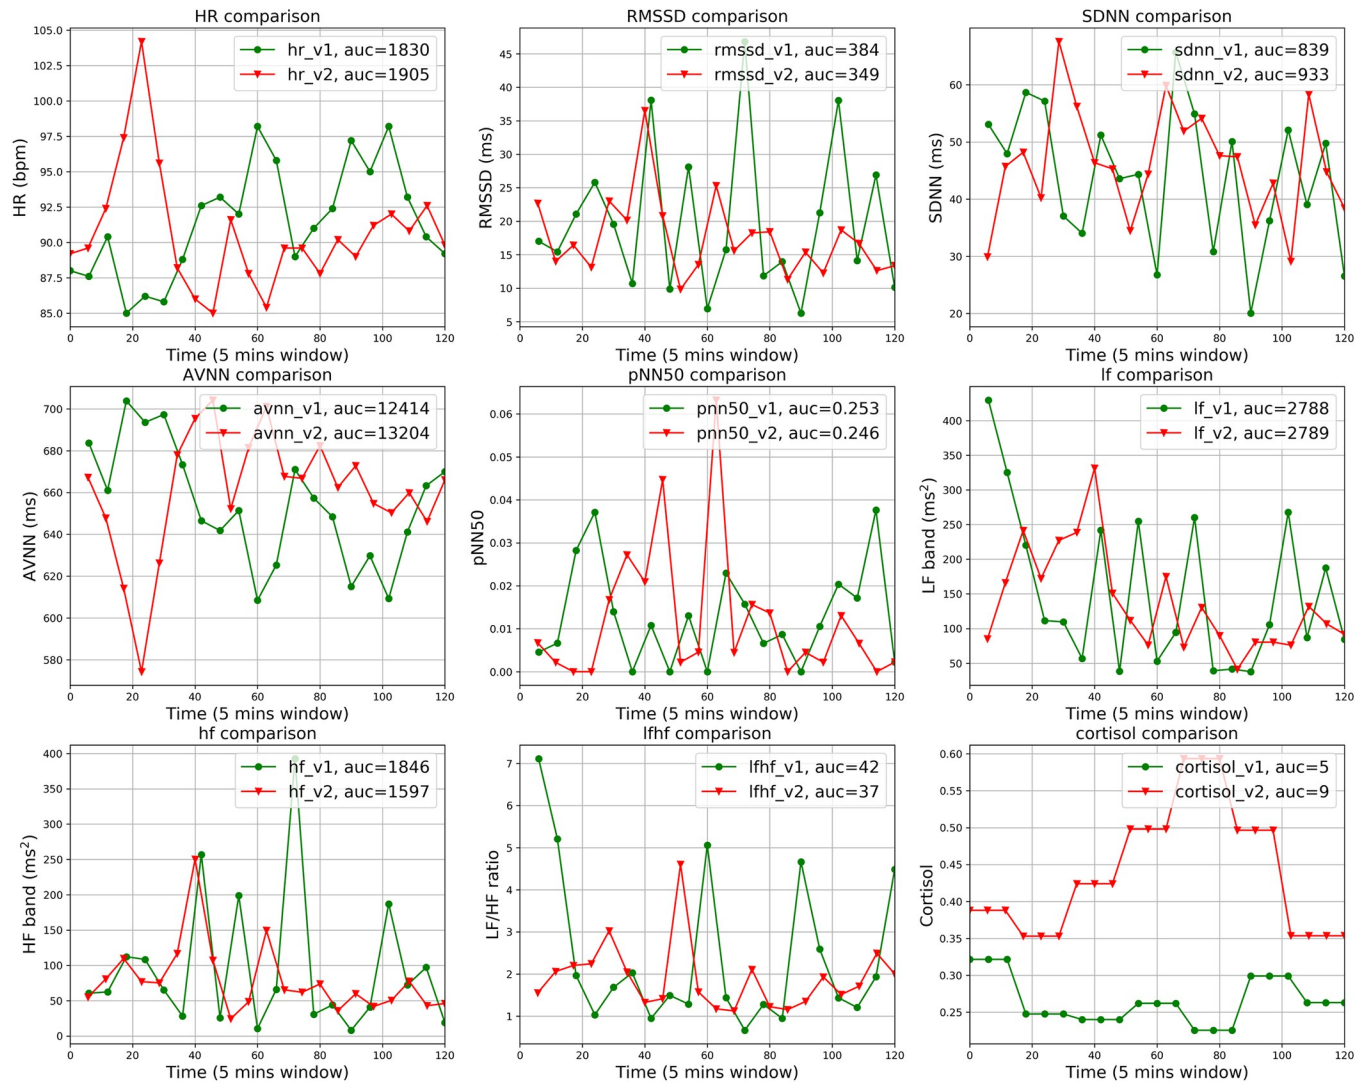 HR comparison
RMSSD comparison
SDNN comparison
hr_v1, auc=1830
hr_v2, auc=1905
rmssd_v1, auc=384
rmssd_v2, auc=349
sdnn_v1, auc=839
sdnn_v2, auc=933
HR (bpm)
105.0
102.5
100.0
97.5
95.0
92.5
90.0
87.5
85.0
RMSSD (ms)
45
40
35
30
25
20
15
10
5
SDNN (ms)
60
50
40
30
20
0 20 40 60 80 100 120
0 20 40 60 80 100 120
0 20 40 60 80 100 120
Time (5 mins window)
Time (5 mins window)
Time (5 mins window)
AVNN comparison
pNN50 comparison
lf comparison
avnn_v1, auc=12414
avnn_v2, auc=13204
pnn50_v1, auc=0.253
pnn50_v2, auc=0.246
lf_v1, auc=2788
lf_v2, auc=2789
AVNN (ms)
700
680
660
640
620
600
580
pNN50
0.06
0.05
0.04
0.03
0.02
0.01
0.00
LF band (ms²)
400
350
300
250
200
150
100
50
0 20 40 60 80 100 120
0 20 40 60 80 100 120
0 20 40 60 80 100 120
Time (5 mins window)
Time (5 mins window)
Time (5 mins window)
hf comparison
lfhf comparison
cortisol comparison
hf_v1, auc=1846
hf_v2, auc=1597
lfhf_v1, auc=42
lfhf_v2, auc=37
cortisol_v1, auc=5
cortisol_v2, auc=9
HF band (ms²)
400
350
300
250
200
150
100
50
0
LF/HF ratio
7
6
5
4
3
2
1
Cortisol
0.60
0.55
0.50
0.45
0.40
0.35
0.30
0.25
0 20 40 60 80 100 120
0 20 40 60 80 100 120
0 20 40 60 80 100 120
Time (5 mins window)
Time (5 mins window)
Time (5 mins window)